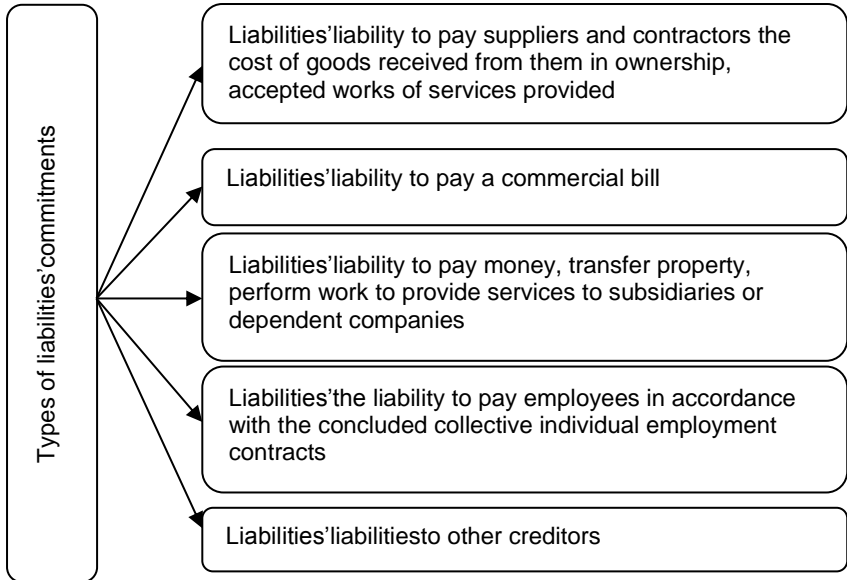 Types of liabilities'commitments
Liabilities'liability to pay suppliers and contractors the
cost of goods received from them in ownership,
accepted works of services provided
Liabilities'liability to pay a commercial bill
Liabilities'liability to pay money, transfer property,
perform work to provide services to subsidiaries or
dependent companies
Liabilities'the liability to pay employees in accordance
with the concluded collective individual employment
contracts
Liabilities'liabilitiesto other creditors